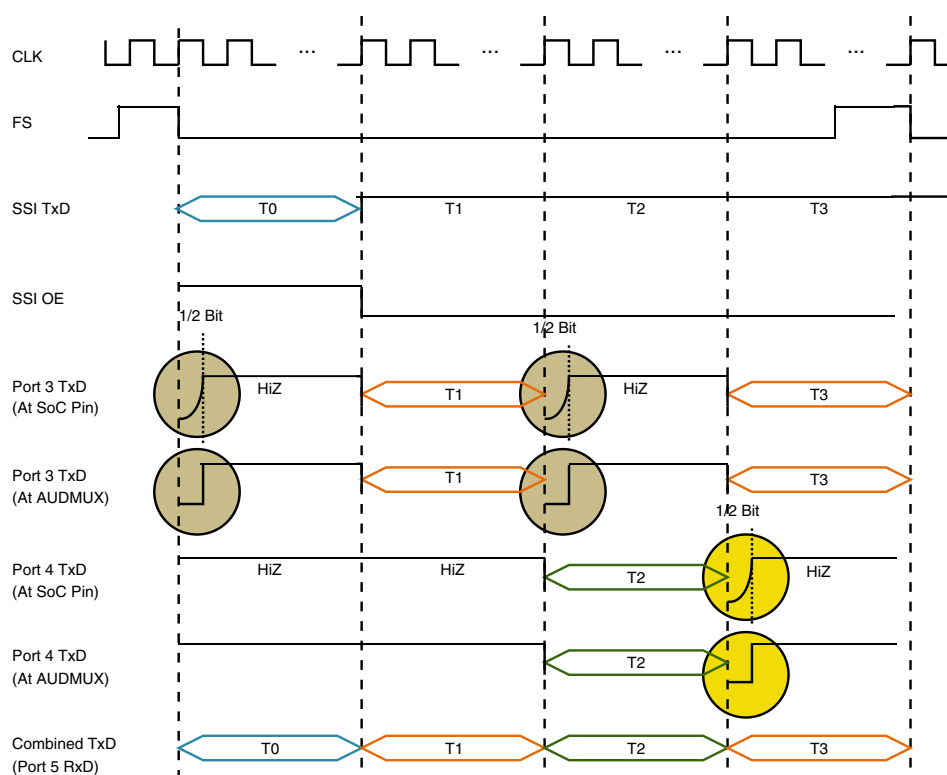 CLK ... ... ... ...
FS
SSI TxD T0 T1 T2 T3
SSI OE
1/2 Bit 1/2 Bit
Port 3 TxD
(At SoC Pin)
HiZ T1 HiZ T3
Port 3 TxD
(At AUDMUX)
T1 T3
1/2 Bit
Port 4 TxD
(At SoC Pin)
HiZ HiZ T2 HiZ
Port 4 TxD
(At AUDMUX)
T2
Combined TxD
(Port 5 RxD)
T0 T1 T2 T3